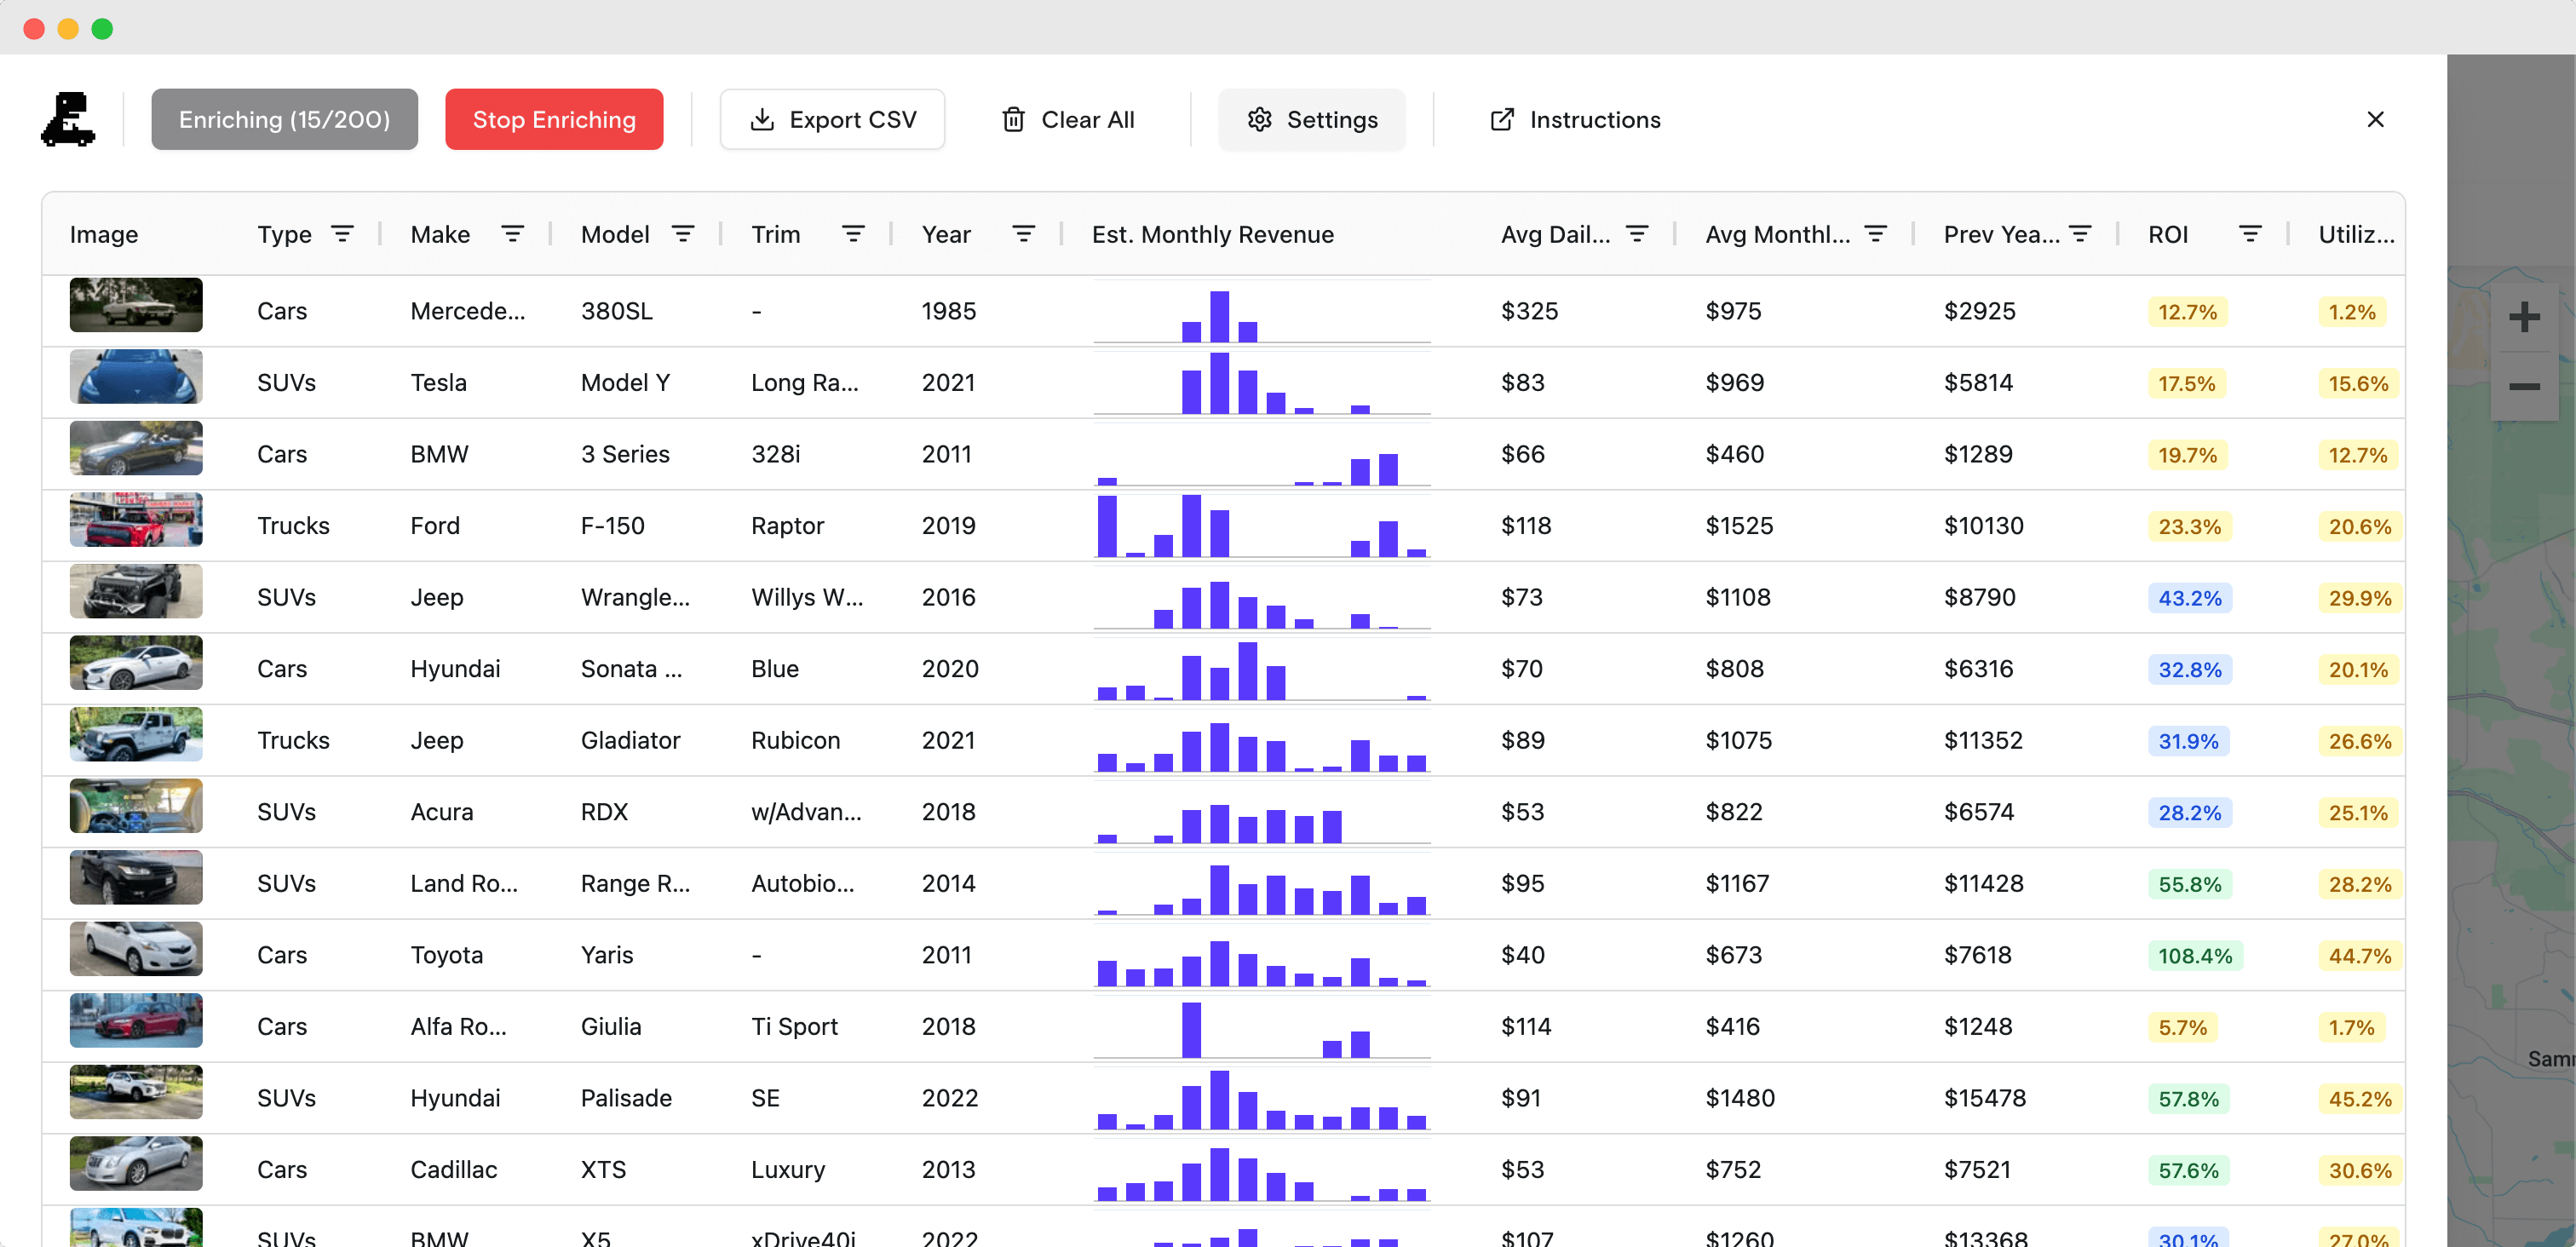 Enriching (15/200) Stop Enriching Export CSV Clear All Settings Instructions
Image Type Make Model Trim Year Est. Monthly Revenue Avg Dail... Avg Monthl... Prev Yea... ROI Utiliz...
Cars Mercede... 380SL - 1985 $325 $975 $2925 12.7% 1.2%
SUVs Tesla Model Y Long Ra... 2021 $83 $969 $5814 17.5% 15.6%
Cars BMW 3 Series 328i 2011 $66 $460 $1289 19.7% 12.7%
Trucks Ford F-150 Raptor 2019 $118 $1525 $10130 23.3% 20.6%
SUVs Jeep Wrangle... Willys W... 2016 $73 $1108 $8790 43.2% 29.9%
Cars Hyundai Sonata ... Blue 2020 $70 $808 $6316 32.8% 20.1%
Trucks Jeep Gladiator Rubicon 2021 $89 $1075 $11352 31.9% 26.6%
SUVs Acura RDX w/Advan... 2018 $53 $822 $6574 28.2% 25.1%
SUVs Land Ro... Range R... Autobio... 2014 $95 $1167 $11428 55.8% 28.2%
Cars Toyota Yaris - 2011 $40 $673 $7618 108.4% 44.7%
Cars Alfa Ro... Giulia Ti Sport 2018 $114 $416 $1248 5.7% 1.7%
Samm
SUVs Hyundai Palisade SE 2022 $91 $1480 $15478 57.8% 45.2%
Cars Cadillac XTS Luxury 2013 $53 $752 $7521 57.6% 30.6%
SUVs BMW X5 xDrive40i 2022 $107 $1260 $13368 30.1% 27.0%